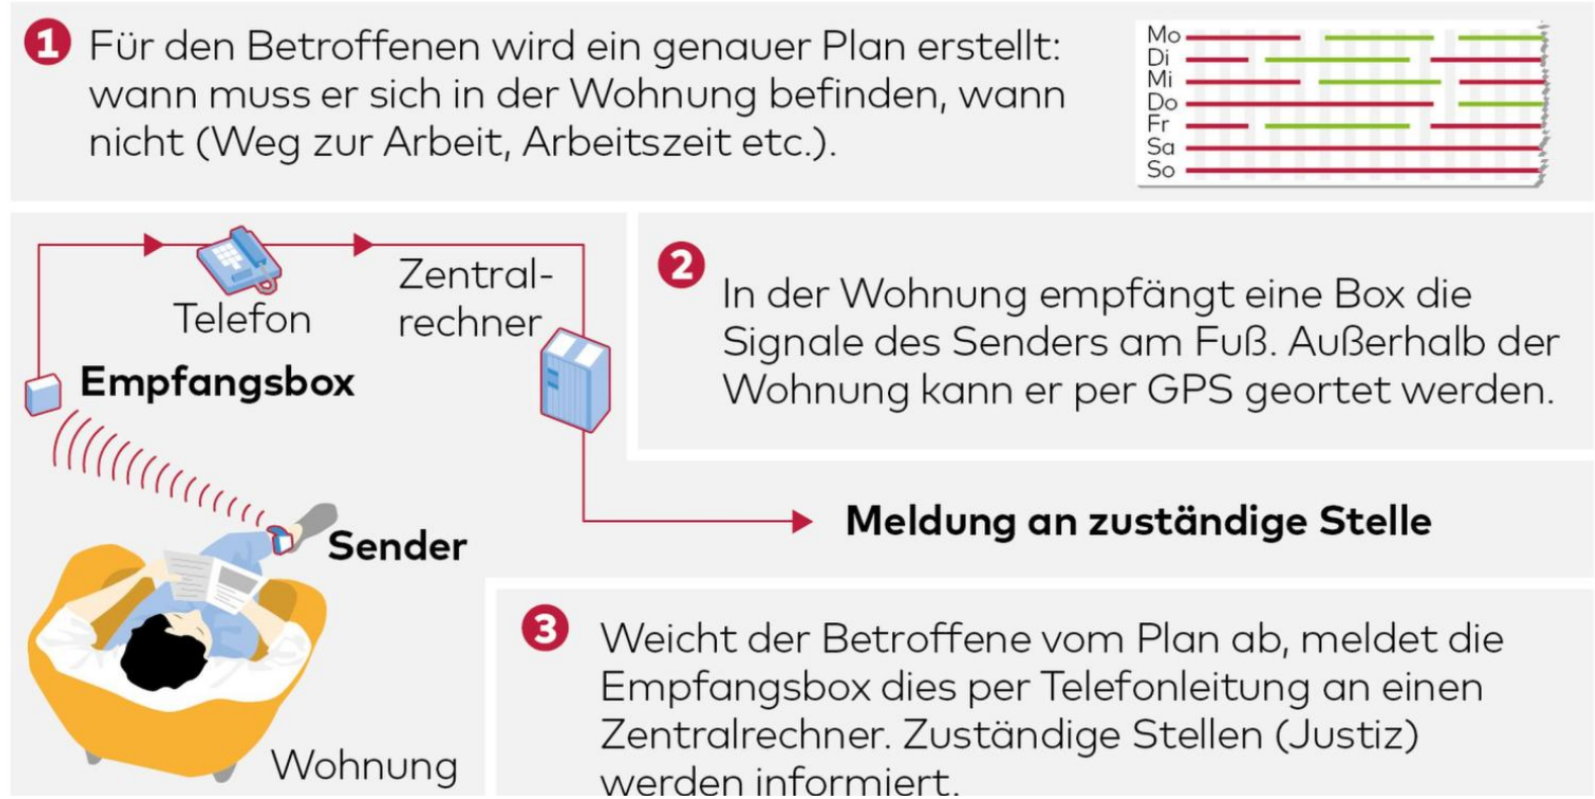 1 Für den Betroffenen wird ein genauer Plan erstellt:
wann muss er sich in der Wohnung befinden, wann
nicht (Weg zur Arbeit, Arbeitszeit etc.).
Mo
Di
Mi
Do
Fr
Sa
So
Telefon
Zentral-
rechner
Empfangsbox
Sender
Wohnung
2
In der Wohnung empfängt eine Box die
Signale des Senders am Fuß. Außerhalb der
Wohnung kann er per GPS geortet werden.
Meldung an zuständige Stelle
3 Weicht der Betroffene vom Plan ab, meldet die
Empfangsbox dies per Telefonleitung an einen
Zentralrechner. Zuständige Stellen (Justiz)
werden informiert.